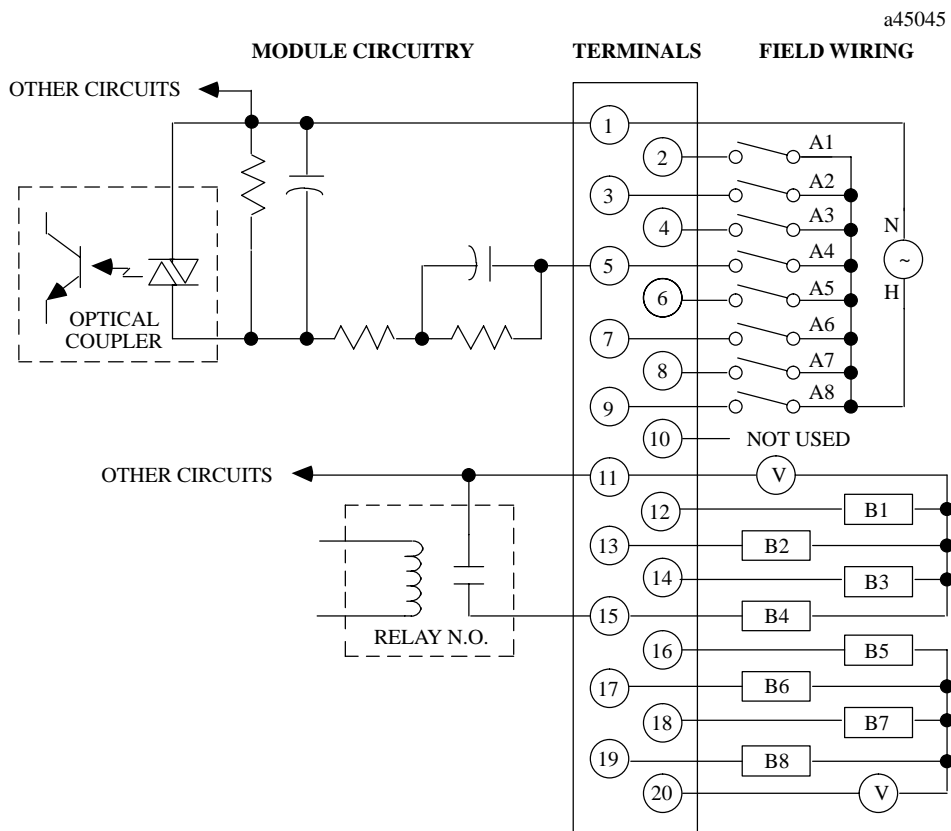 a45045
MODULE CIRCUITRY TERMINALS FIELD WIRING
OTHER CIRCUITS
1
2 A1
3 A2
4 A3
N
5 A4
~
6 A5
H
OPTICAL
COUPLER
7 A6
8 A7
9 A8
10 NOT USED
OTHER CIRCUITS 11 V
12 B1
13 B2
14 B3
15 B4
RELAY N.O.
16 B5
17 B6
18 B7
19 B8
20 V